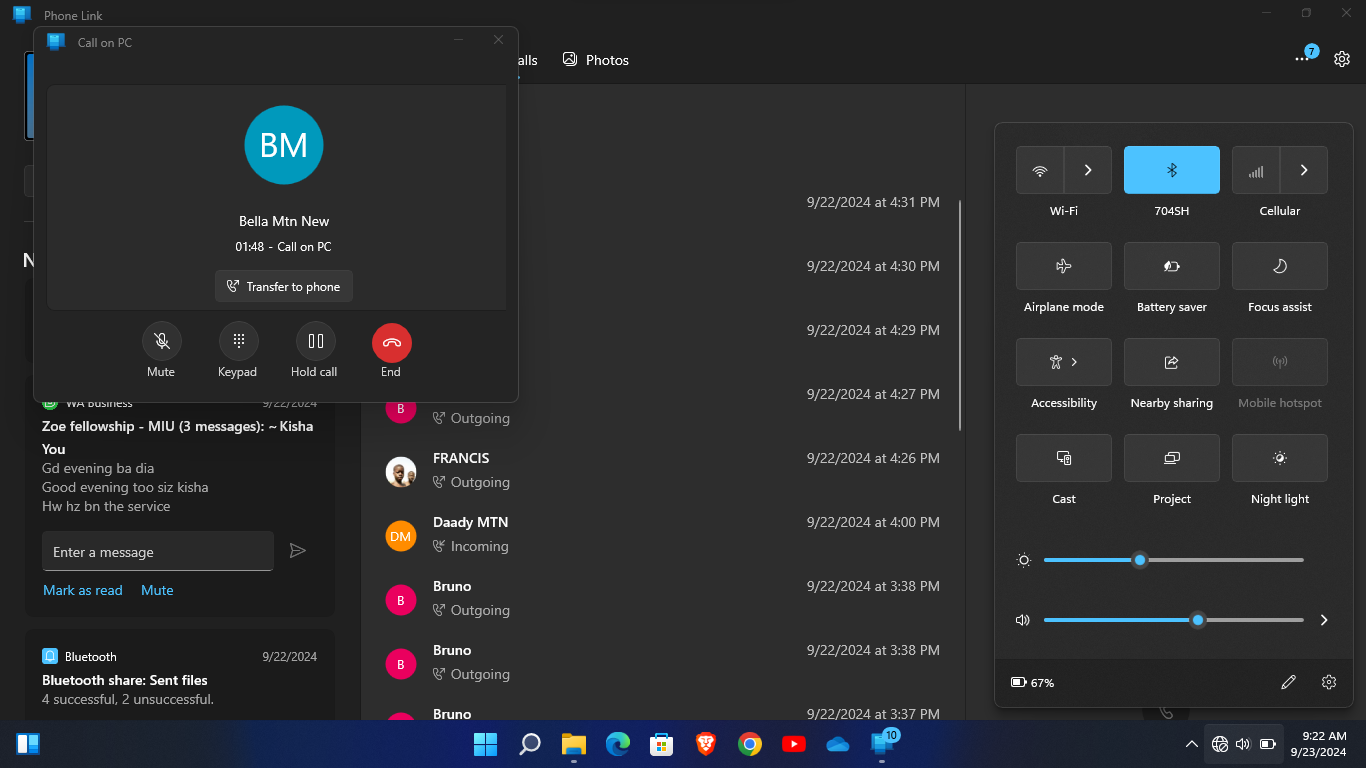 Phone Link
Call on PC
alls
Photos
7
BM
Bella Mtn New
01:48 - Call on PC
Transfer to phone
Mute
Keypad
Hold call
End
N
WA Business
9/22/2024
Zoe fellowship - MIU (3 messages): ~ Kisha
You
Gd evening ba dia
Good evening too siz kisha
Hw hz bn the service
Enter a message
Mark as read
Mute
Bluetooth
9/22/2024
Bluetooth share: Sent files
4 successful, 2 unsuccessful.
9/22/2024 at 4:31 PM
9/22/2024 at 4:30 PM
9/22/2024 at 4:29 PM
9/22/2024 at 4:27 PM
B
Outgoing
FRANCIS
9/22/2024 at 4:26 PM
Outgoing
DM
Daady MTN
9/22/2024 at 4:00 PM
Incoming
B
Bruno
9/22/2024 at 3:38 PM
Outgoing
B
Bruno
9/22/2024 at 3:38 PM
Outgoing
Bruno
9/22/2024 at 3:37 PM
Wi-Fi
704SH
Cellular
Airplane mode
Battery saver
Focus assist
Accessibility
Nearby sharing
Mobile hotspot
Cast
Project
Night light
67%
10
9:22 AM
9/23/2024